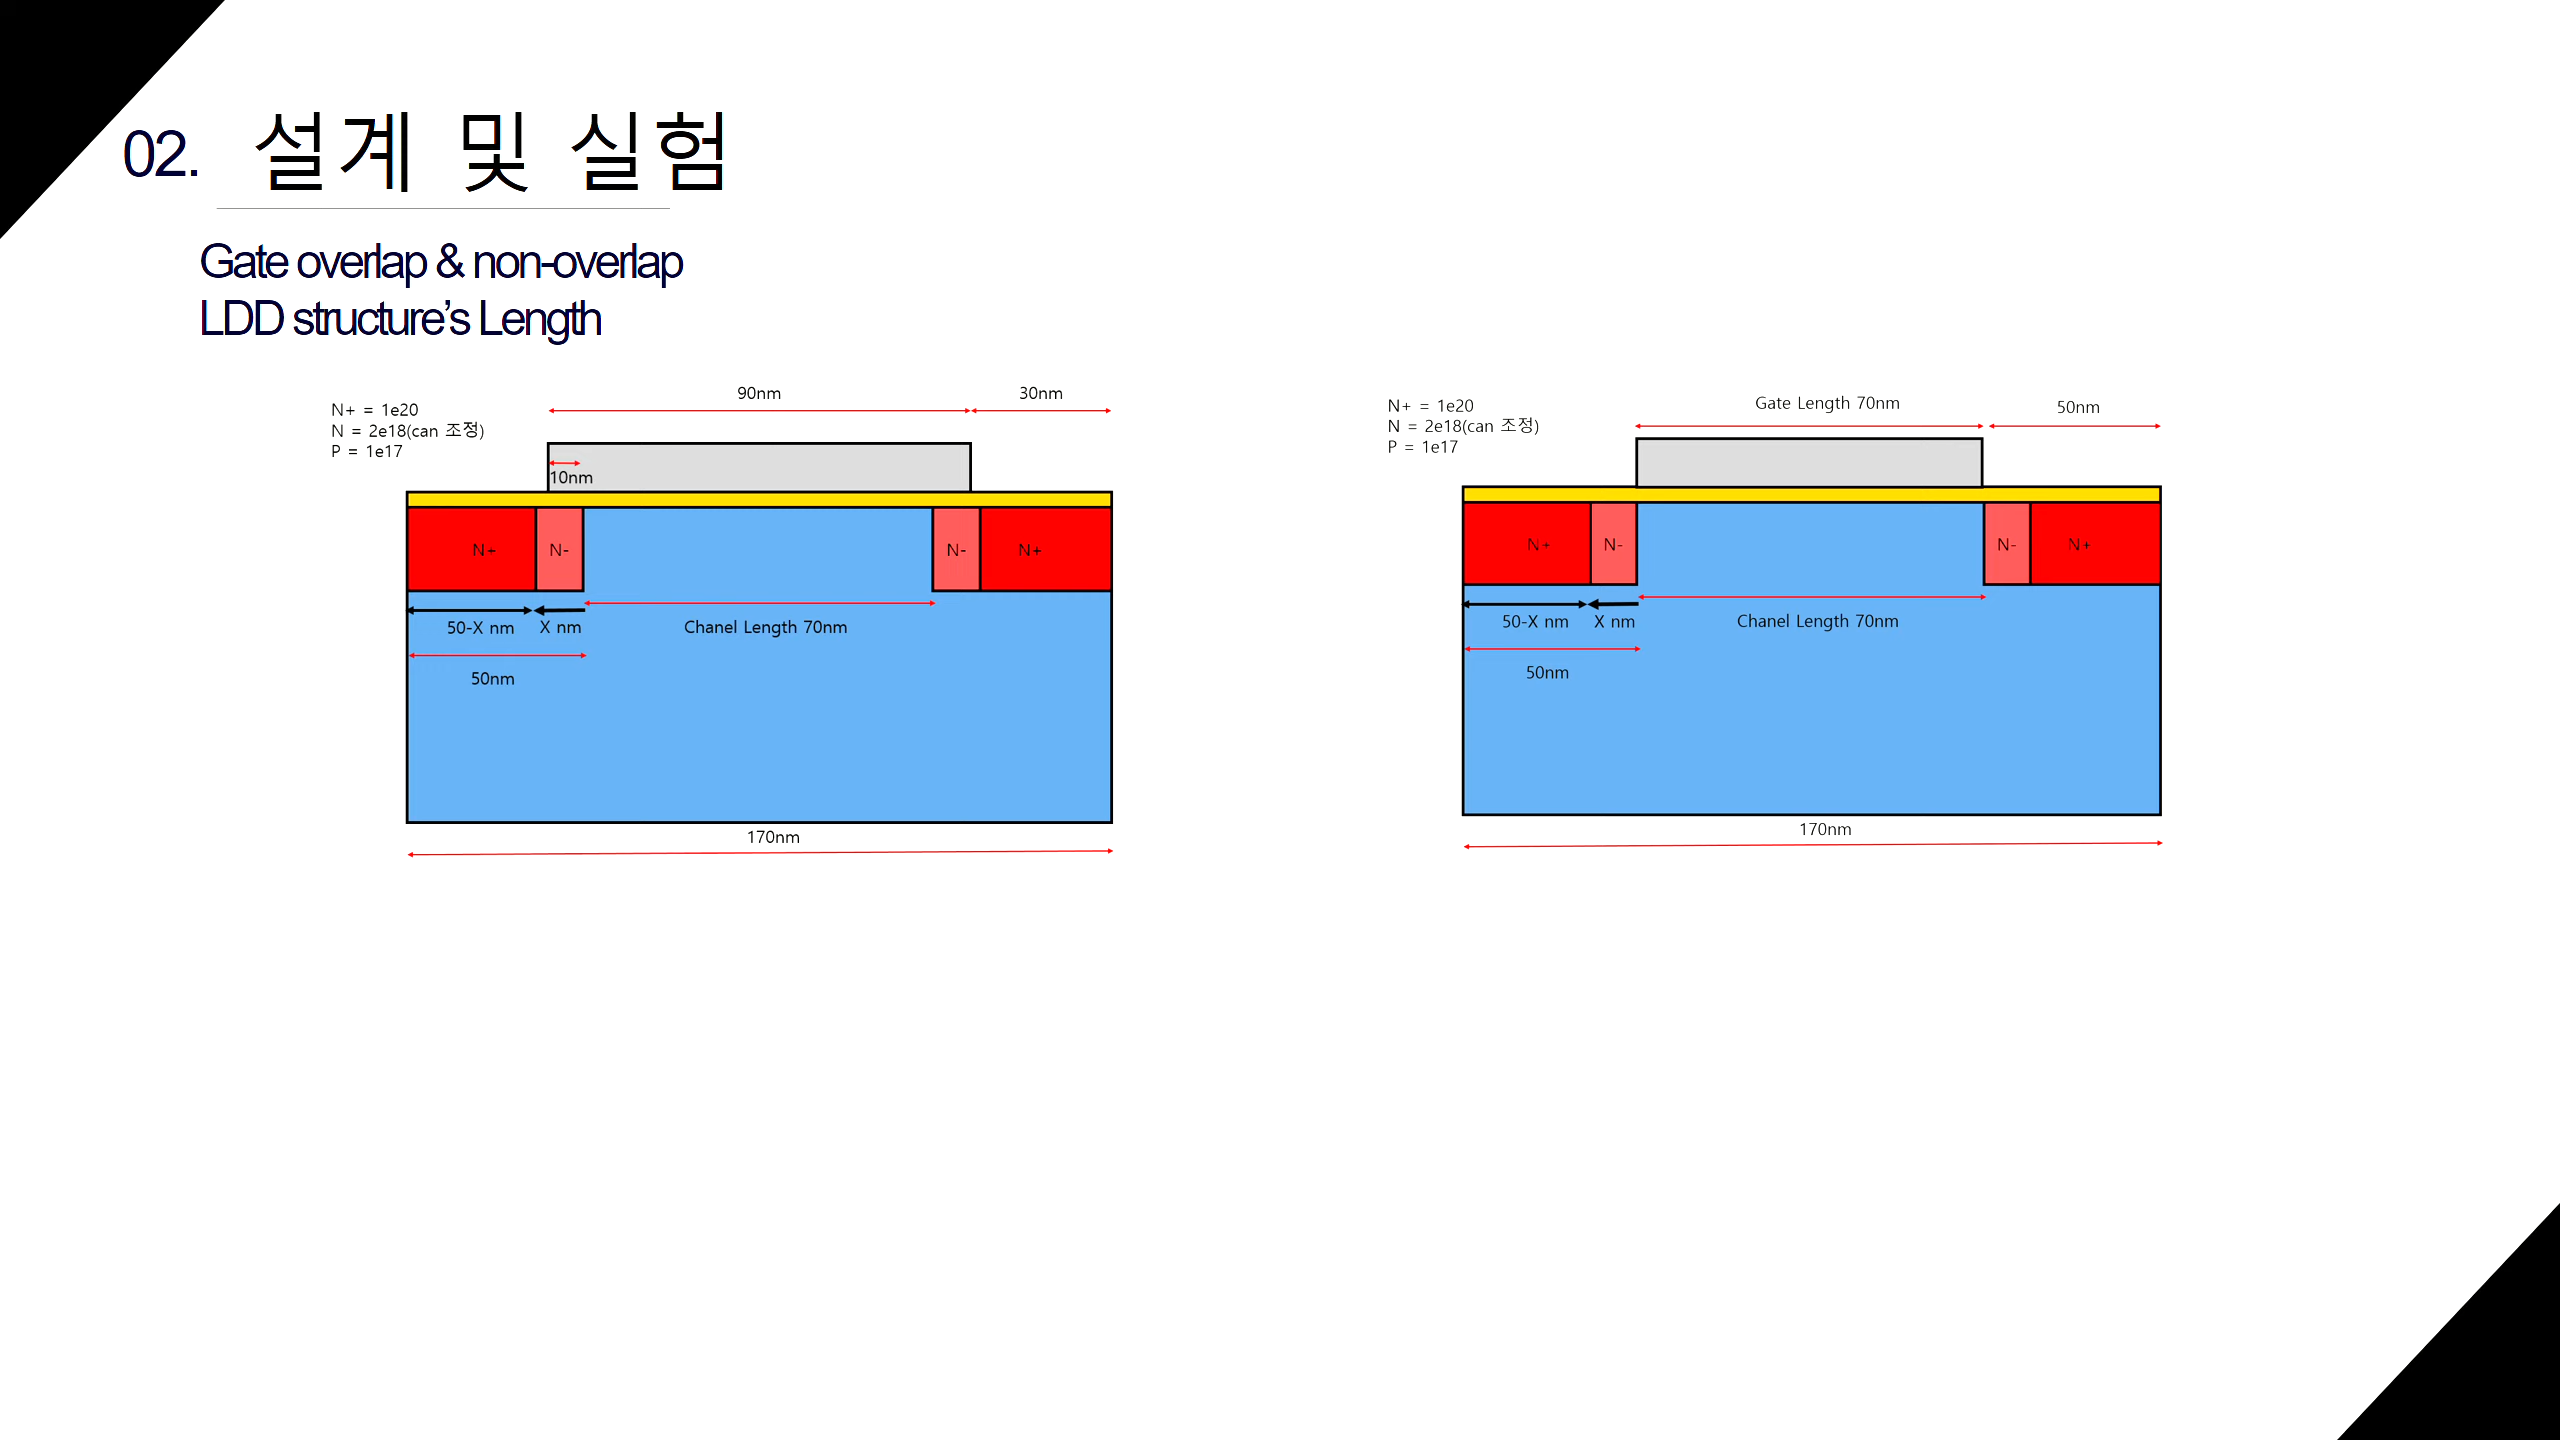 02. 설계 및 실험
Gate overlap & non-overlap
LDD structure’s Length
N+ = 1e20
N = 2e18(can 조정)
P = 1e17
90nm
30nm
10nm
N+
N-
N-
N+
50-X nm
X nm
Chanel Length 70nm
50nm
170nm
N+ = 1e20
N = 2e18(can 조정)
P = 1e17
Gate Length 70nm
50nm
N+
N-
N-
N+
50-X nm
X nm
Chanel Length 70nm
50nm
170nm